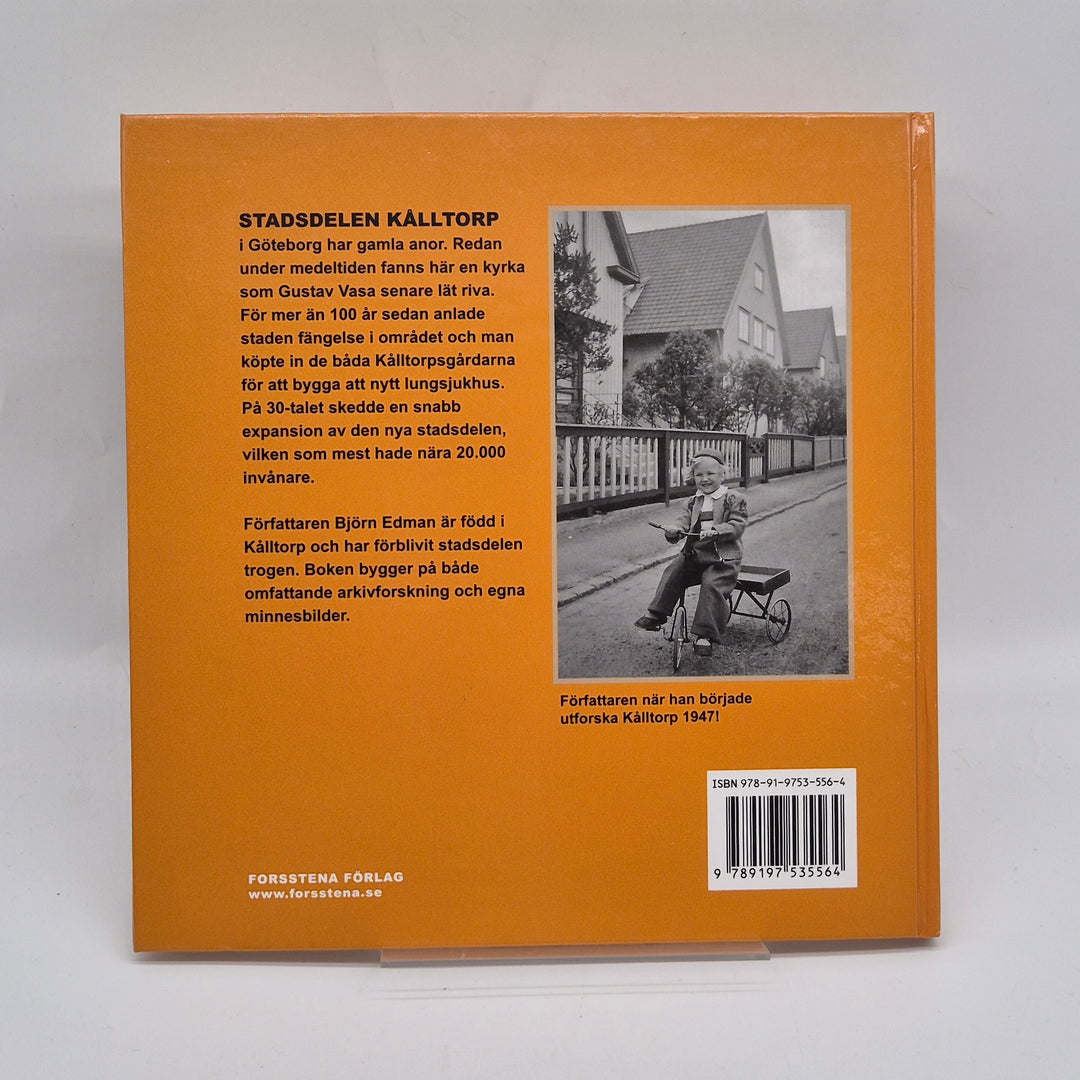 STADSDELEN KÅLLTORP
i Göteborg har gamla anor. Redan
under medeltiden fanns här en kyrka
som Gustav Vasa senare lät riva.
För mer än 100 år sedan anlade
staden fängelse i området och man
köpte in de båda Kålltorpsgårdarna
för att bygga att nytt lungsjukhus.
På 30-talet skedde en snabb
expansion av den nya stadsdelen,
vilken som mest hade nära 20.000
invånare.
Författaren Björn Edman är född i
Kålltorp och har förblivit stadsdelen
trogen. Boken bygger på både
omfattande arkivforskning och egna
minnesbilder.
Författaren när han började
utforska Kålltorp 1947!
ISBN 978-91-9753-556-4
9 789197 535564
FORSSTENA FÖRLAG
www.forsstena.se